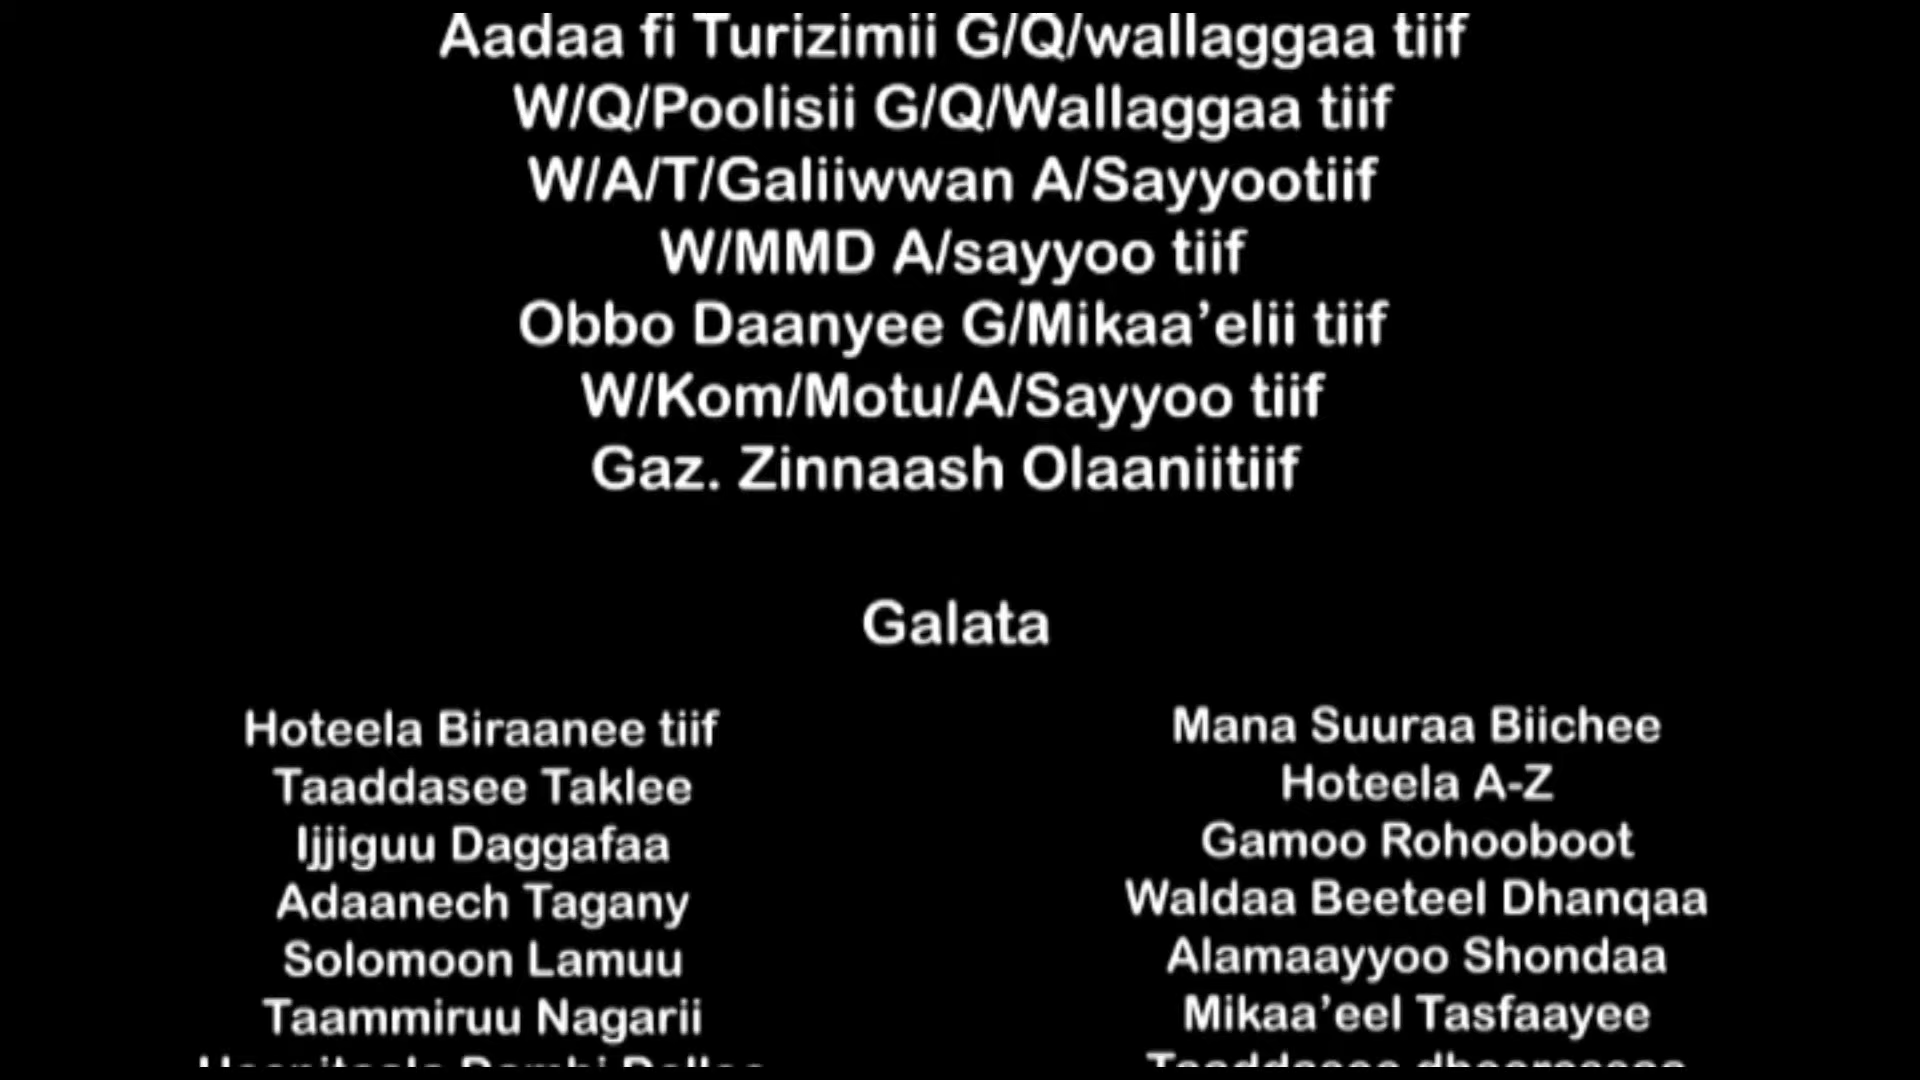 Aadaa fi Turizimii G/Q/wallaggaa tiif
W/Q/Poolisii G/Q/Wallaggaa tiif
W/A/T/Galiiwwan A/Sayyootiif
W/MMD A/sayyoo tiif
Obbo Daanyee G/Mikaa’elii tiif
W/Kom/Motu/A/Sayyoo tiif
Gaz. Zinnaash Olaaniitiif
Galata
Hoteela Biraanee tiif
Taaddasee Taklee
Ijjiguu Daggafaa
Adaanech Tagany
Solomoon Lamuu
Taammiruu Nagarii
Mana Suuraa Biichee
Hoteela A-Z
Gamoo Rohooboot
Waldaa Beeteel Dhanqaa
Alamaayyoo Shondaa
Mikaa’eel Tasfaayee